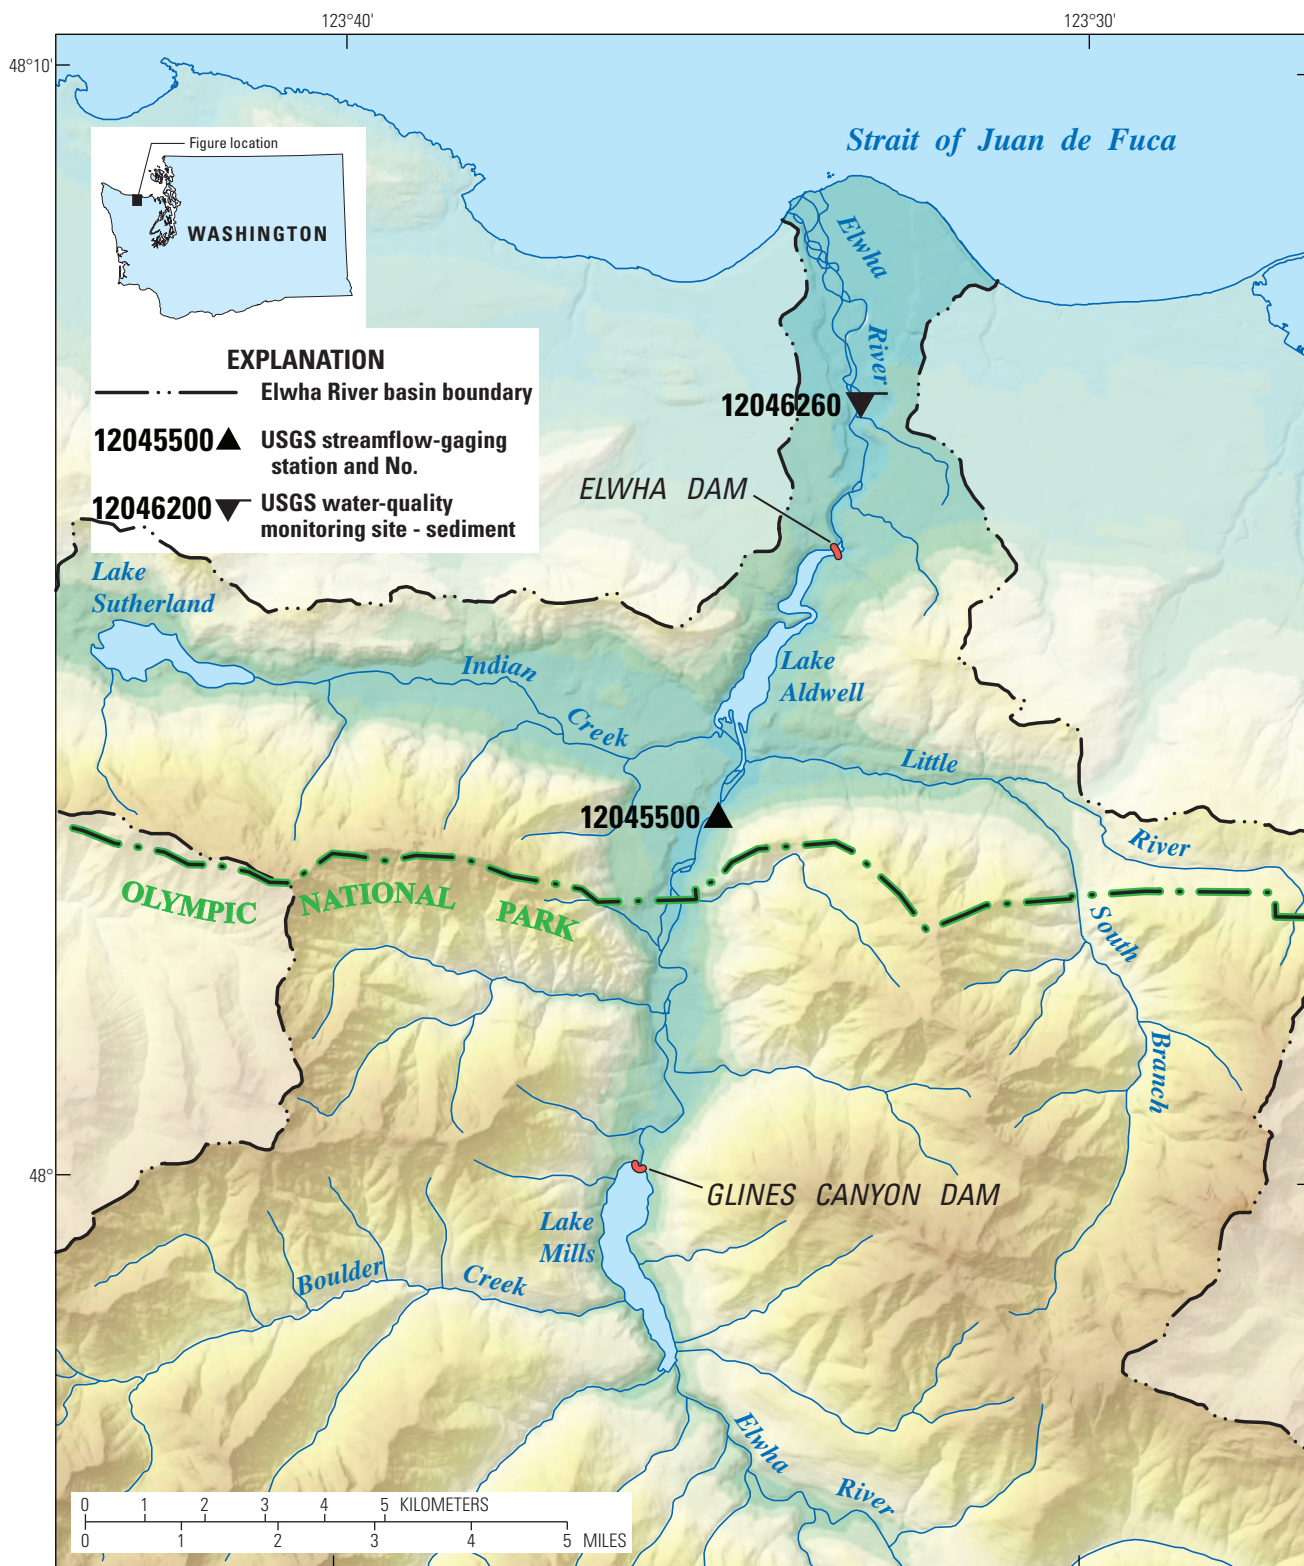 123°40'
123°30'
48°10'
Strait of Juan de Fuca
Figure location
WASHINGTON
Elwha
River
EXPLANATION
Elwha River basin boundary
12045500
USGS streamflow-gaging
station and No.
12046200
USGS water-quality
monitoring site - sediment
12046260
ELWHA DAM
Lake
Sutherland
Indian
Creek
Lake
Aldwell
Little
River
12045500
OLYMPIC NATIONAL PARK
South
Branch
48°
GLINES CANYON DAM
Lake
Mills
Boulder
Creek
Elwha
River
0 1 2 3 4 5 KILOMETERS
0 1 2 3 4 5 MILES